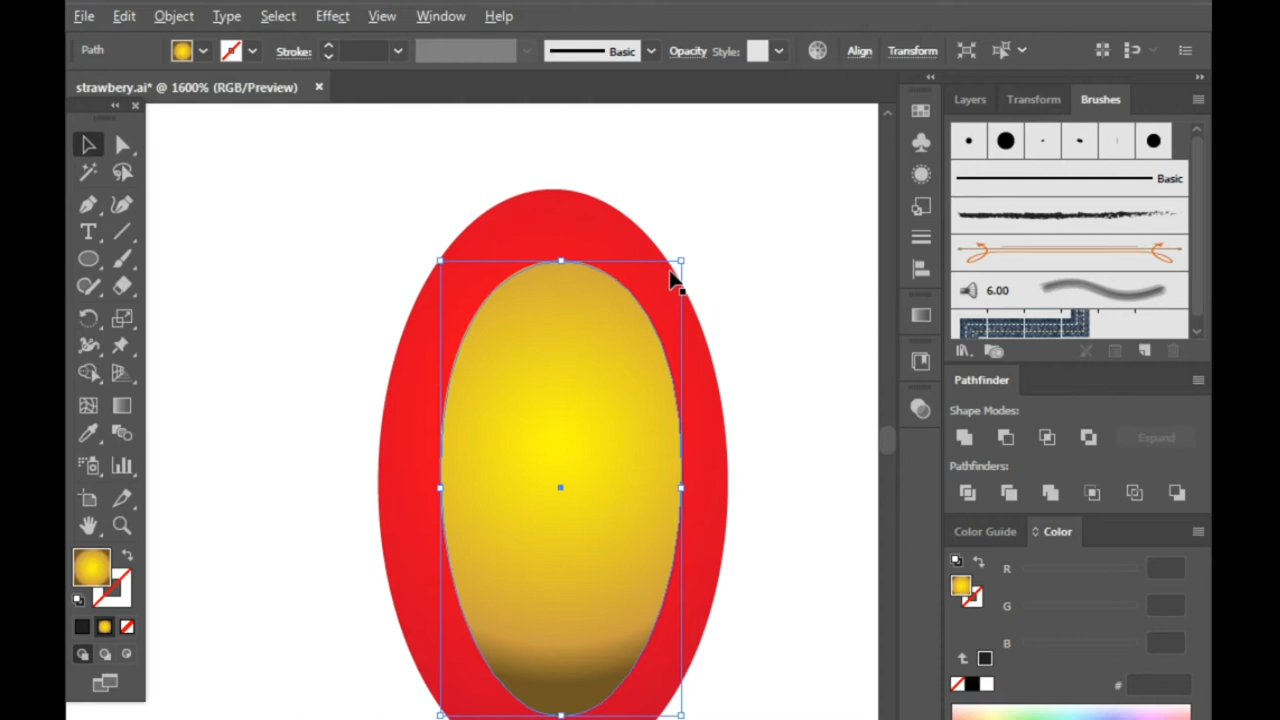 File Edit Object Type Select Effect View Window Help
Path Stroke: Basic Opacity Style: Align Transform
strawbery.ai* @ 1600% (RGB/Preview)
Layers Transform Brushes
Basic
6.00
Pathfinder
Shape Modes:
Expand
Pathfinders:
Color Guide Color
R
G
B
#